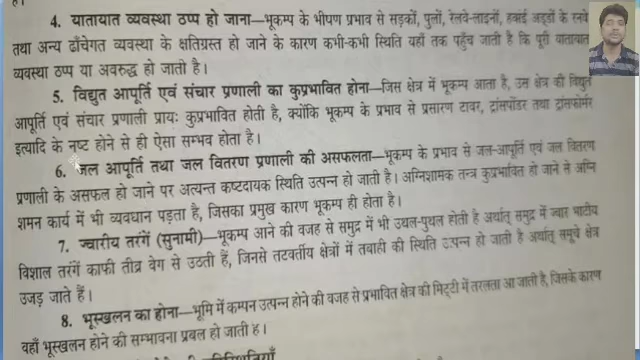 4. यातायात व्यवस्था ठप्प हो जाना–भूकम्प के भीषण प्रभाव से सड़कों, पुलों, रेलवे-लाइनों, हवाई अड्डों के रनवे
तथा अन्य ढाँचेगत व्यवस्था के क्षतिग्रस्त हो जाने के कारण कभी-कभी स्थिति यहाँ तक पहुँच जाती है कि पूरी यातायात
व्यवस्था ठप्प या अवरुद्ध हो जाती है।
5. विद्युत आपूर्ति एवं संचार प्रणाली का कुप्रभावित होना–जिस क्षेत्र में भूकम्प आता है, उस क्षेत्र की विद्युत
आपूर्ति एवं संचार प्रणाली प्रायः कुप्रभावित होती है, क्योंकि भूकम्प के प्रभाव से प्रसारण टावर, ट्रांसपोंडर तथा ट्रांसफोर्मर
इत्यादि के नष्ट होने से ही ऐसा सम्भव होता है।
6. जल आपूर्ति तथा जल वितरण प्रणाली की असफलता–भूकम्प के प्रभाव से जल-आपूर्ति एवं जल वितरण
प्रणाली के असफल हो जाने पर अत्यन्त कष्टदायक स्थिति उत्पन्न हो जाती है। अग्निशामक तन्त्र कुप्रभावित हो जाने से अग्नि
शमन कार्य में भी व्यवधान पड़ता है, जिसका प्रमुख कारण भूकम्प ही होता है।
7. ज्वारीय तरंगें (सुनामी)–भूकम्प आने की वजह से समुद्र में भी उथल-पुथल होती है अर्थात् समुद्र में ज्वार भाटीय
विशाल तरंगें काफी तीव्र वेग से उठती हैं, जिनसे तटवर्तीय क्षेत्रों में तबाही की स्थिति उत्पन्न हो जाती है अर्थात् समूचे क्षेत्र
उजड़ जाते हैं।
8. भूस्खलन का होना–भूमि में कम्पन उत्पन्न होने की वजह से प्रभावित क्षेत्र की मिट्टी में तरलता आ जाती है, जिसके कारण
वहाँ भूस्खलन होने की सम्भावना प्रबल हो जाती ह।